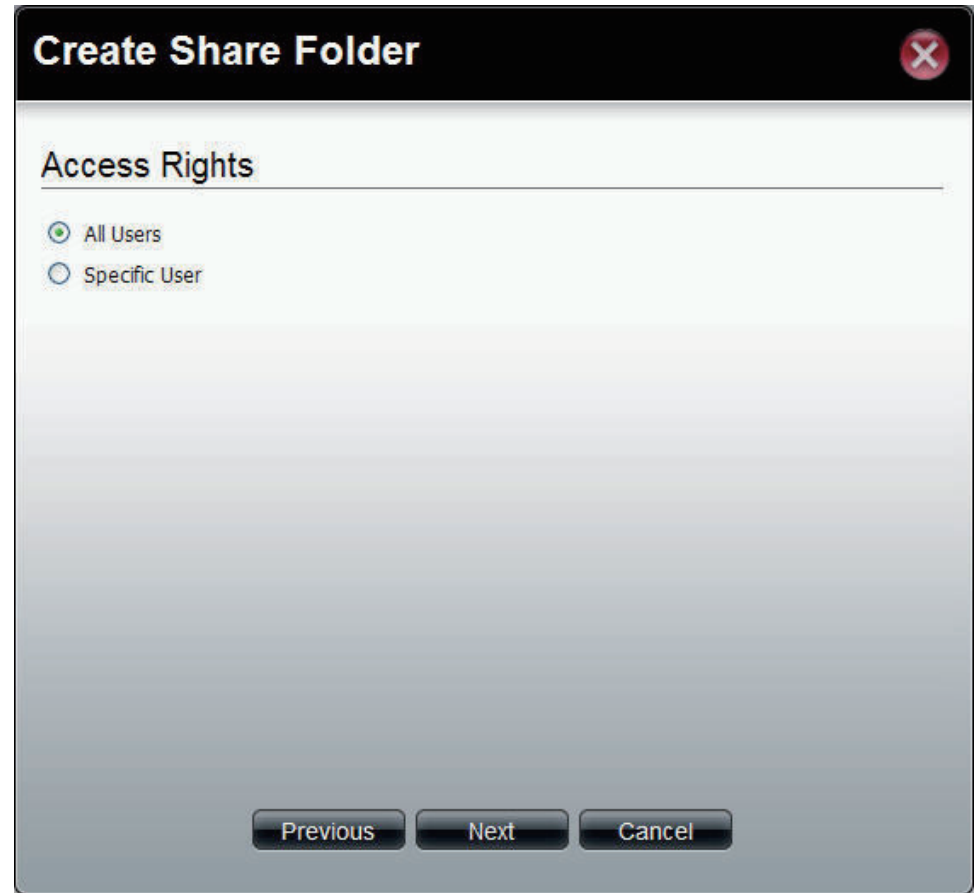 Create Share Folder
Access Rights
All Users
Specific User
Previous Next Cancel